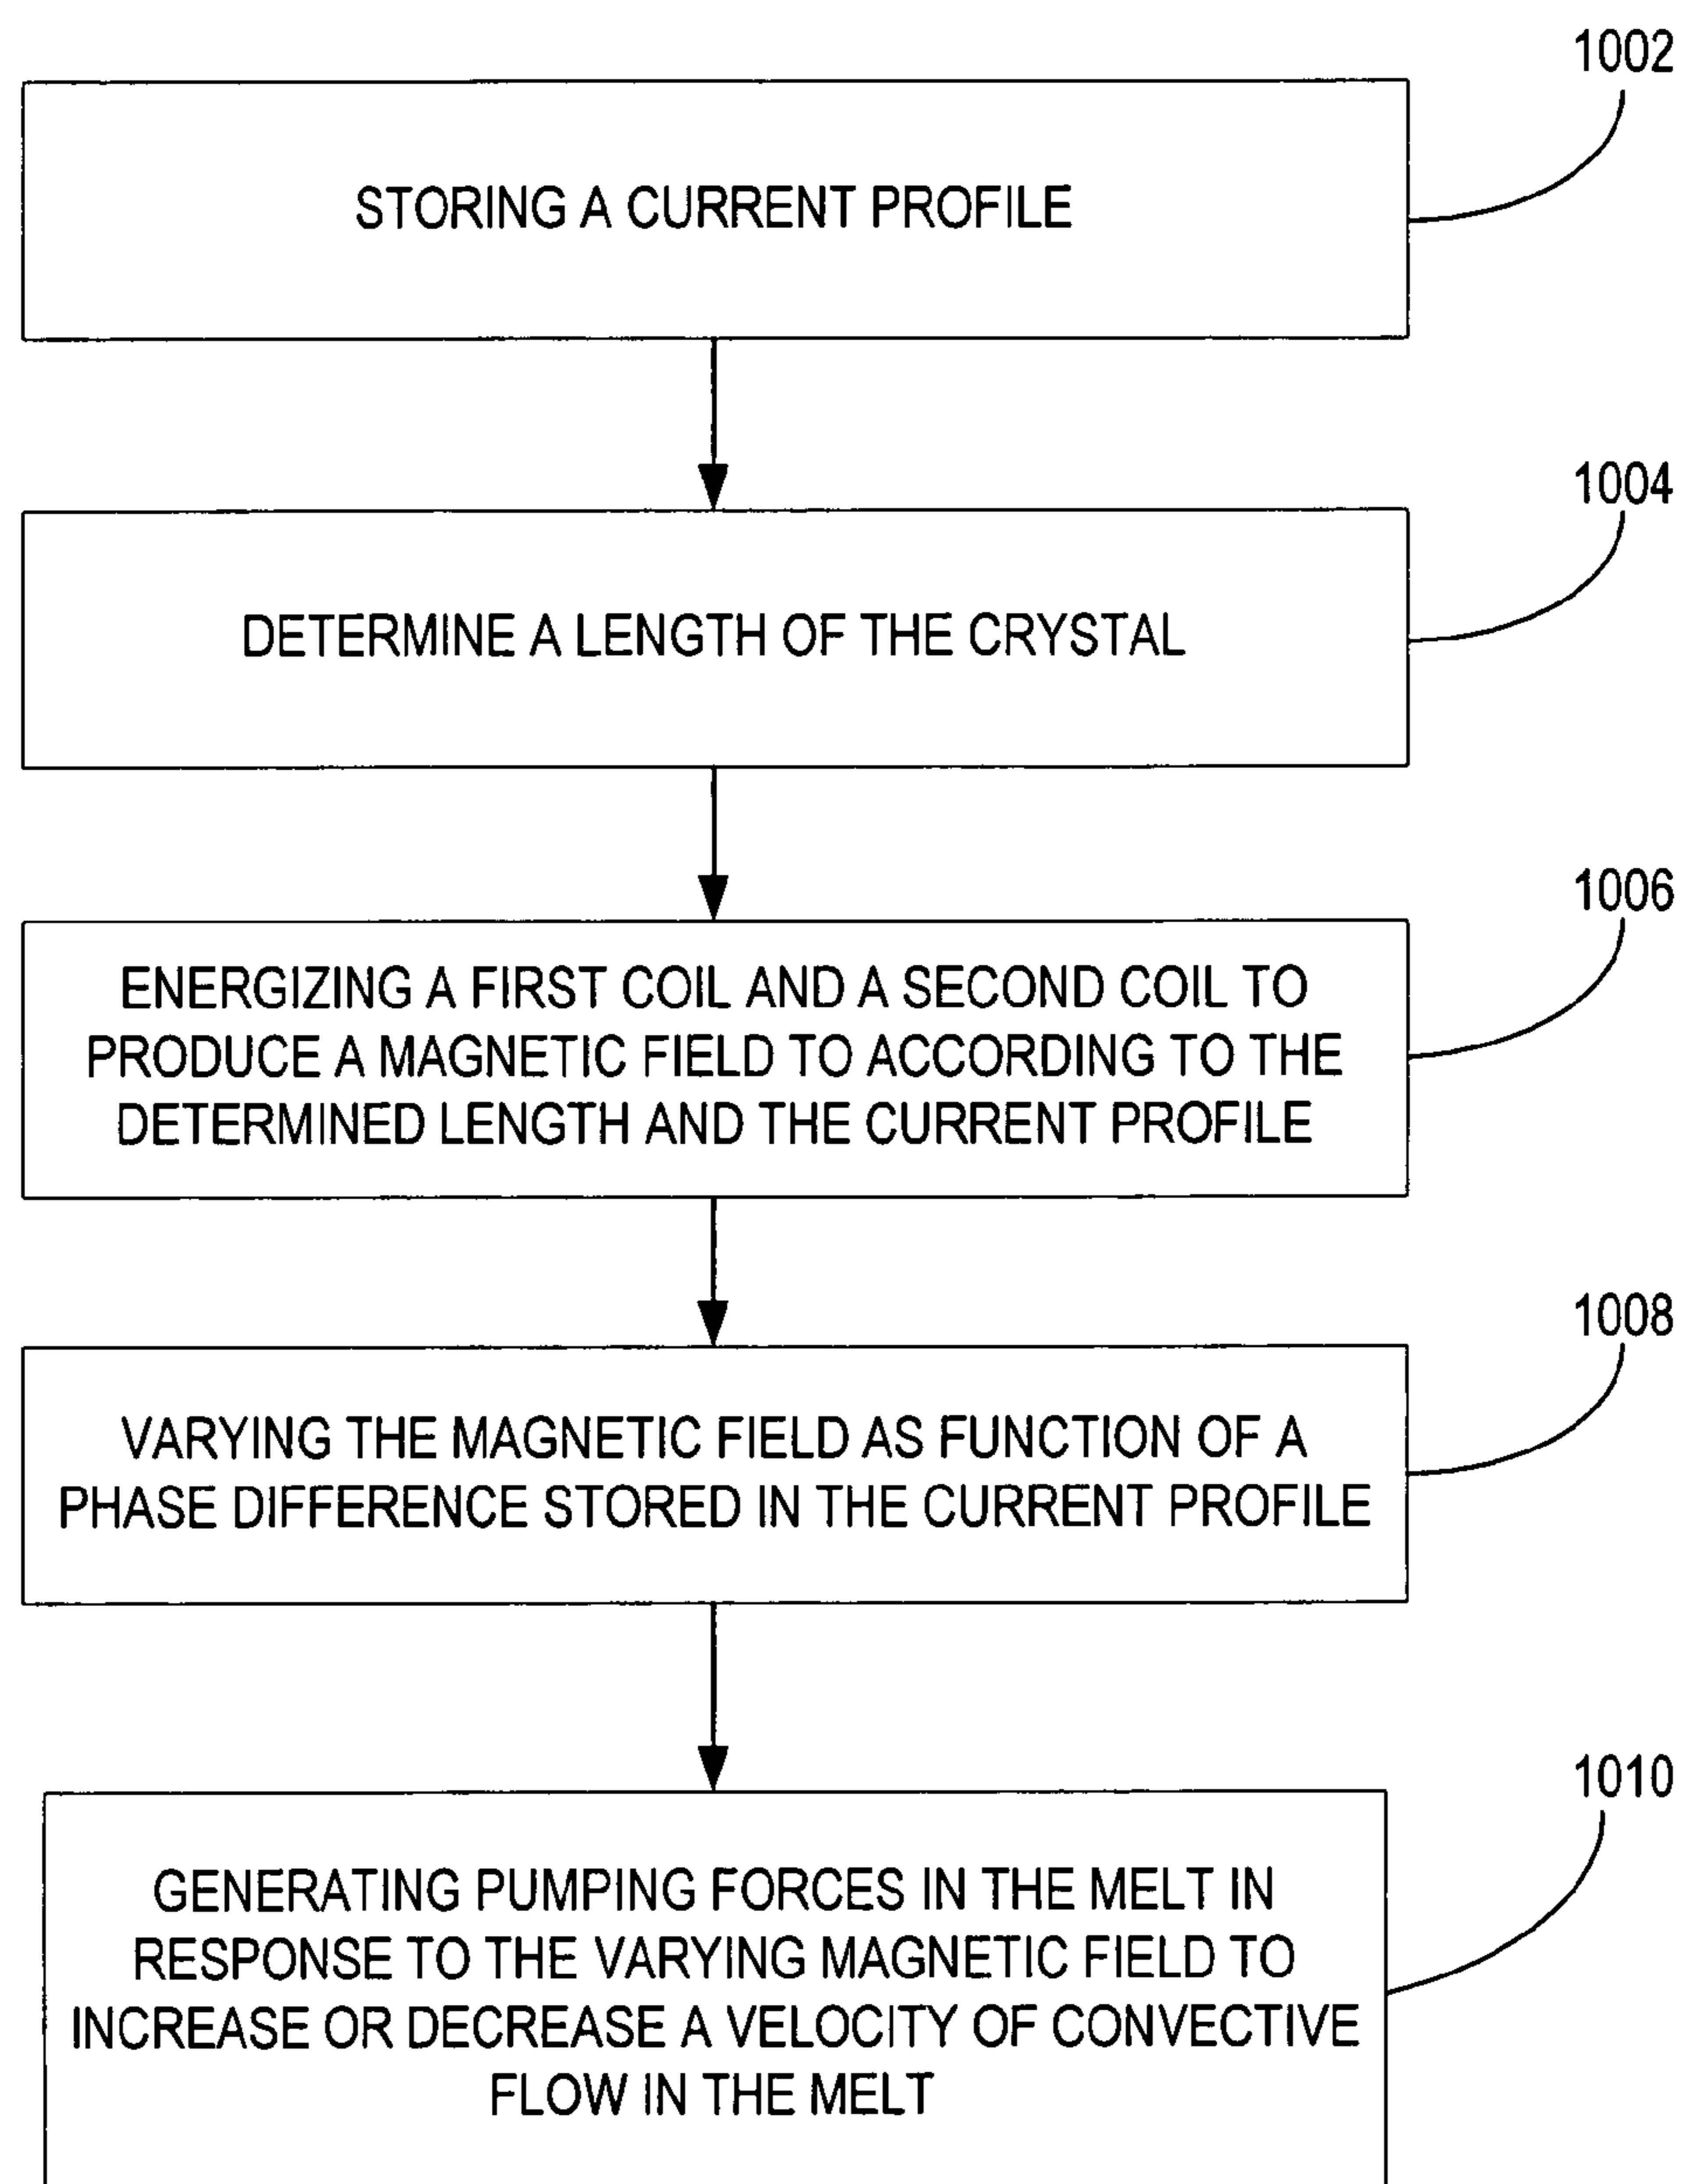 1002
STORING A CURRENT PROFILE
1004
DETERMINE A LENGTH OF THE CRYSTAL
1006
ENERGIZING A FIRST COIL AND A SECOND COIL TO
PRODUCE A MAGNETIC FIELD TO ACCORDING TO THE
DETERMINED LENGTH AND THE CURRENT PROFILE
1008
VARYING THE MAGNETIC FIELD AS FUNCTION OF A
PHASE DIFFERENCE STORED IN THE CURRENT PROFILE
1010
GENERATING PUMPING FORCES IN THE MELT IN
RESPONSE TO THE VARYING MAGNETIC FIELD TO
INCREASE OR DECREASE A VELOCITY OF CONVECTIVE
FLOW IN THE MELT